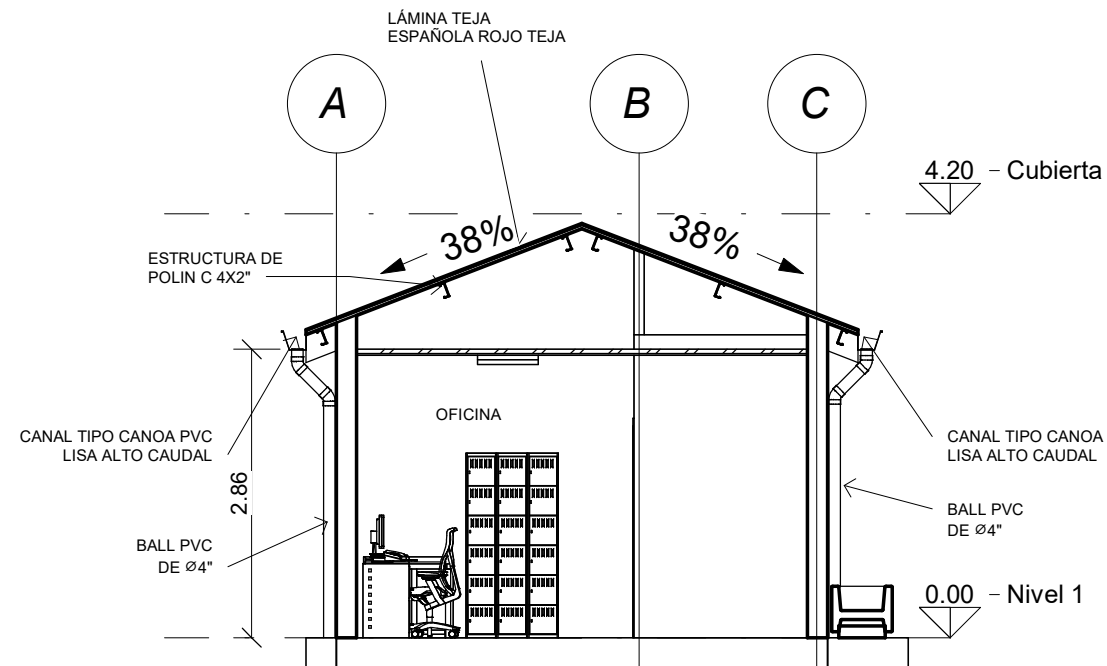 LÁMINA TEJA
ESPAÑOLA ROJO TEJA
A
B
C
4.20
Cubierta
38%
38%
ESTRUCTURA DE
POLIN C 4X2"
OFICINA
CANAL TIPO CANOA PVC
LISA ALTO CAUDAL
CANAL TIPO CANOA
LISA ALTO CAUDAL
2.86
BALL PVC
DE Ø4"
BALL PVC
DE Ø4"
0.00
Nivel 1